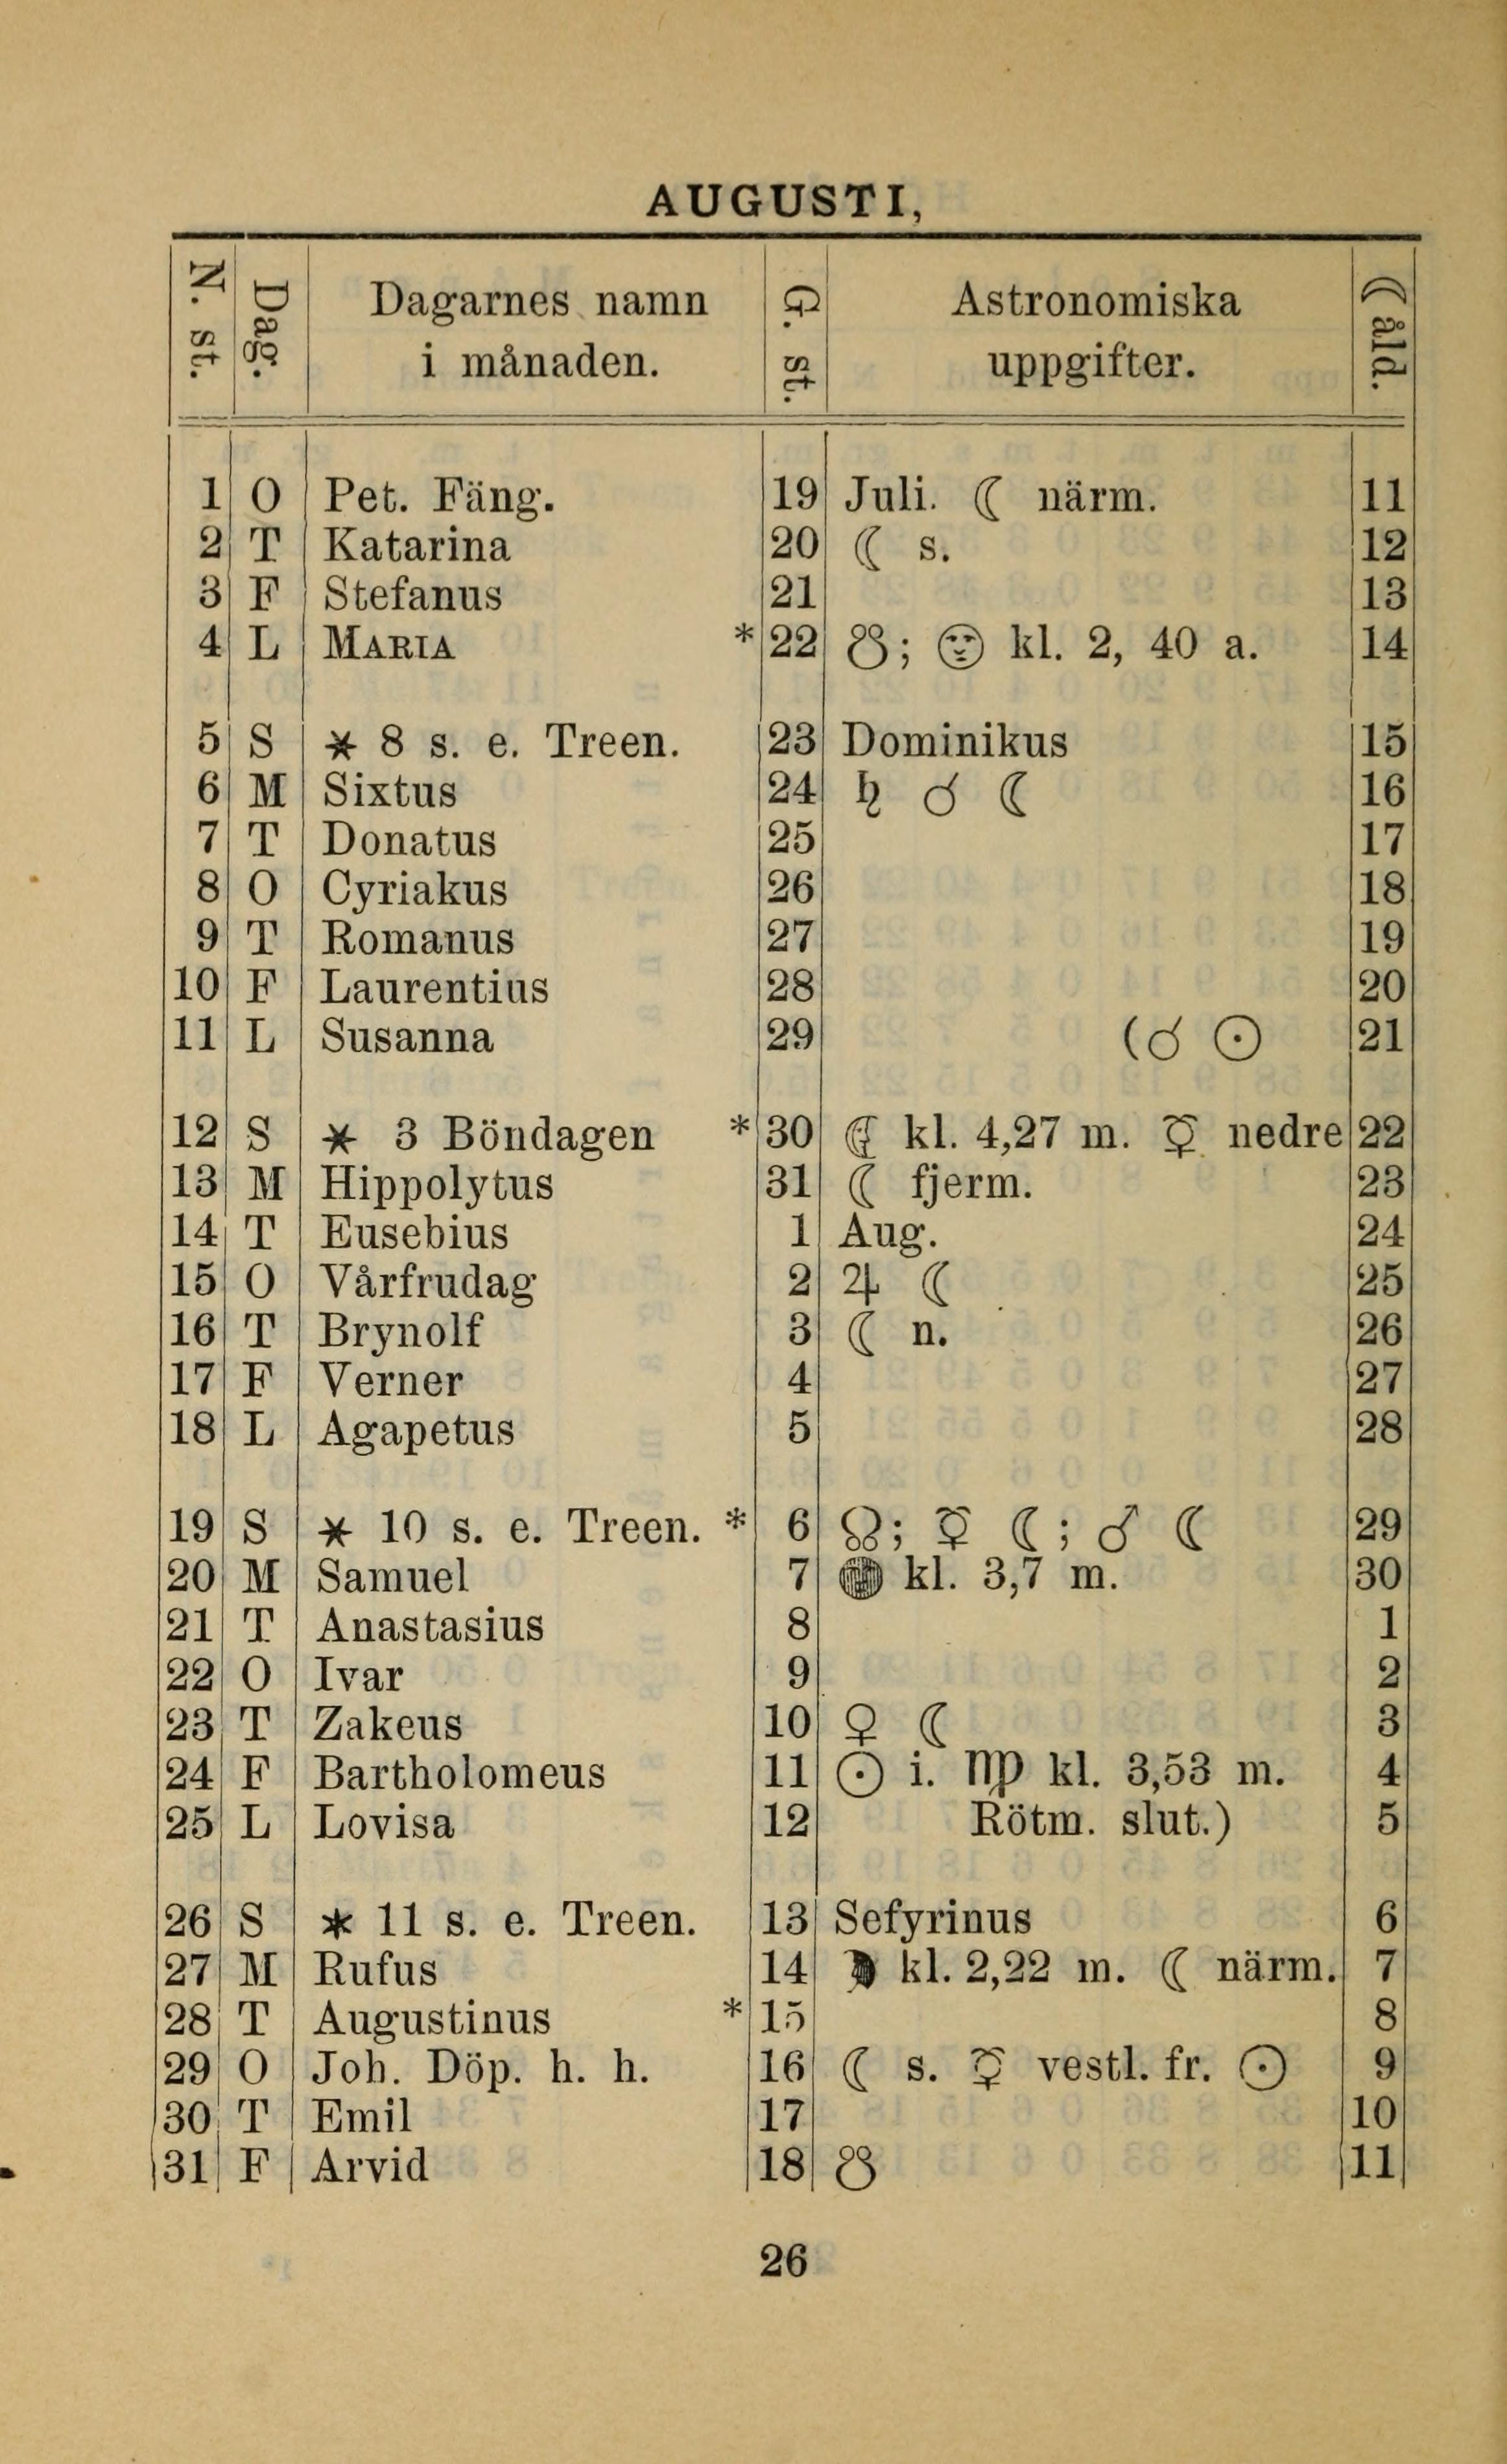 AUGUSTI,
N. st. Dag. Dagarnes namn i månaden. G. st. Astronomiska uppgifter. ☾ åld.
1 O Pet. Fäng. 19 Juli. ☾ närm. 11
2 T Katarina 20 ☾ s. 12
3 F Stefanus 21 13
4 L MARIA *22 ☋; 🌝 kl. 2, 40 a. 14
5 S * 8 s. e. Treen. 23 Dominikus 15
6 M Sixtus 24 ♄ ☌ ☾ 16
7 T Donatus 25 17
8 O Cyriakus 26 18
9 T Romanus 27 19
10 F Laurentius 28 20
11 L Susanna 29 (☌ ☉ 21
12 S * 3 Böndagen *30 ☾ kl. 4,27 m. ☿ nedre 22
13 M Hippolytus 31 ☾ fjerm. 23
14 T Eusebius 1 Aug. 24
15 O Vårfrudag 2 ♃ ☾ 25
16 T Brynolf 3 ☾ n. 26
17 F Verner 4 27
18 L Agapetus 5 28
19 S * 10 s. e. Treen. * 6 ☊; ☿ ☾; ♂ ☾ 29
20 M Samuel 7 ● kl. 3,7 m. 30
21 T Anastasius 8 1
22 O Ivar 9 2
23 T Zakeus 10 ♀ ☾ 3
24 F Bartholomeus 11 ☉ i. ♍ kl. 3,53 m. 4
25 L Lovisa 12 Rötm. slut.) 5
26 S * 11 s. e. Treen. 13 Sefyrinus 6
27 M Rufus 14 ☽ kl. 2,22 m. ☾ närm. 7
28 T Augustinus *15 8
29 O Joh. Döp. h. h. 16 ☾ s. ☿ vestl. fr. ☉ 9
30 T Emil 17 10
31 F Arvid 18 ☋ 11
26